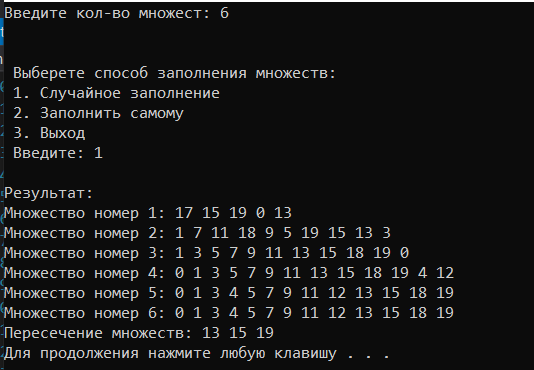 Введите кол-во множест: 6
Выберете способ заполнения множеств:
1. Случайное заполнение
2. Заполнить самому
3. Выход
Введите: 1
Результат:
Множество номер 1: 17 15 19 0 13
Множество номер 2: 1 7 11 18 9 5 19 15 13 3
Множество номер 3: 1 3 5 7 9 11 13 15 18 19 0
Множество номер 4: 0 1 3 5 7 9 11 13 15 18 19 4 12
Множество номер 5: 0 1 3 4 5 7 9 11 12 13 15 18 19
Множество номер 6: 0 1 3 4 5 7 9 11 12 13 15 18 19
Пересечение множеств: 13 15 19
Для продолжения нажмите любую клавишу . . .